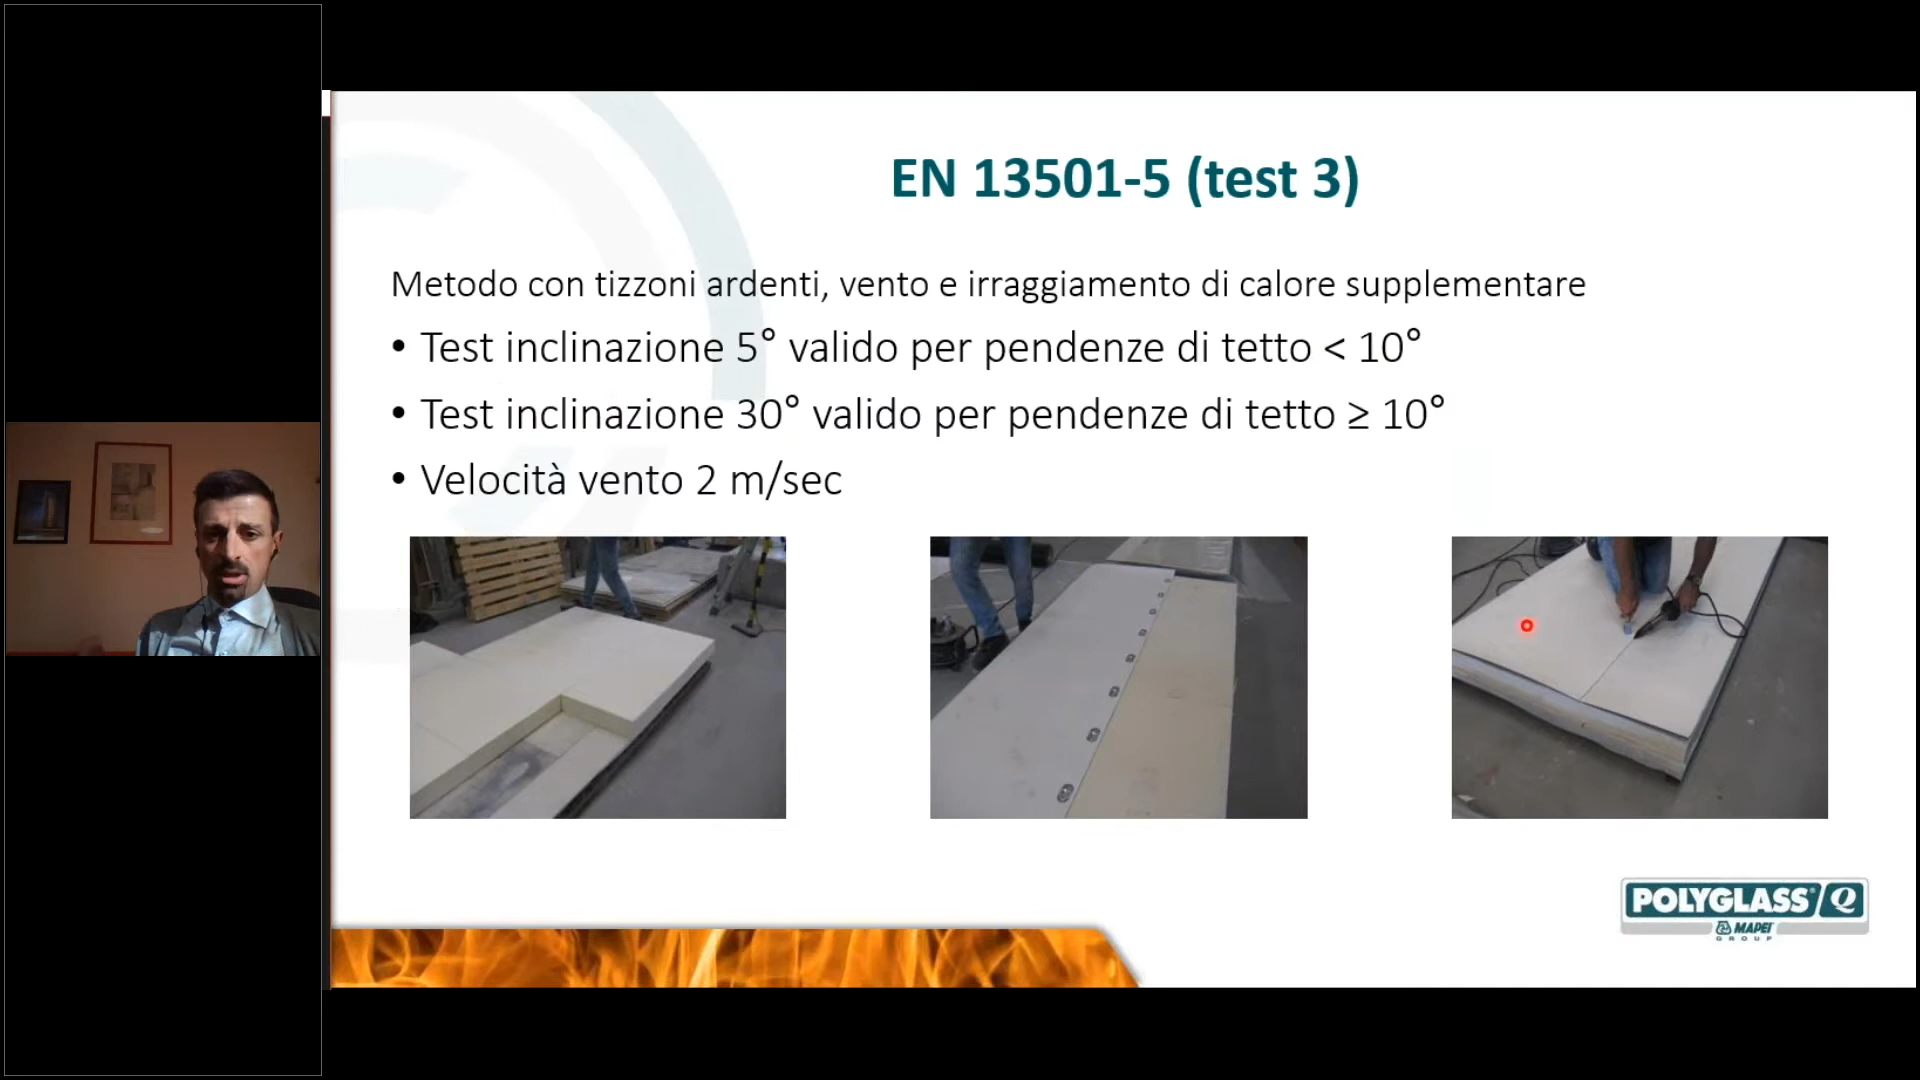 EN 13501-5 (test 3)
Metodo con tizzoni ardenti, vento e irraggiamento di calore supplementare
• Test inclinazione 5° valido per pendenze di tetto < 10°
• Test inclinazione 30° valido per pendenze di tetto ≥ 10°
• Velocità vento 2 m/sec
POLYGLASS® Q
MAPEI
GROUP